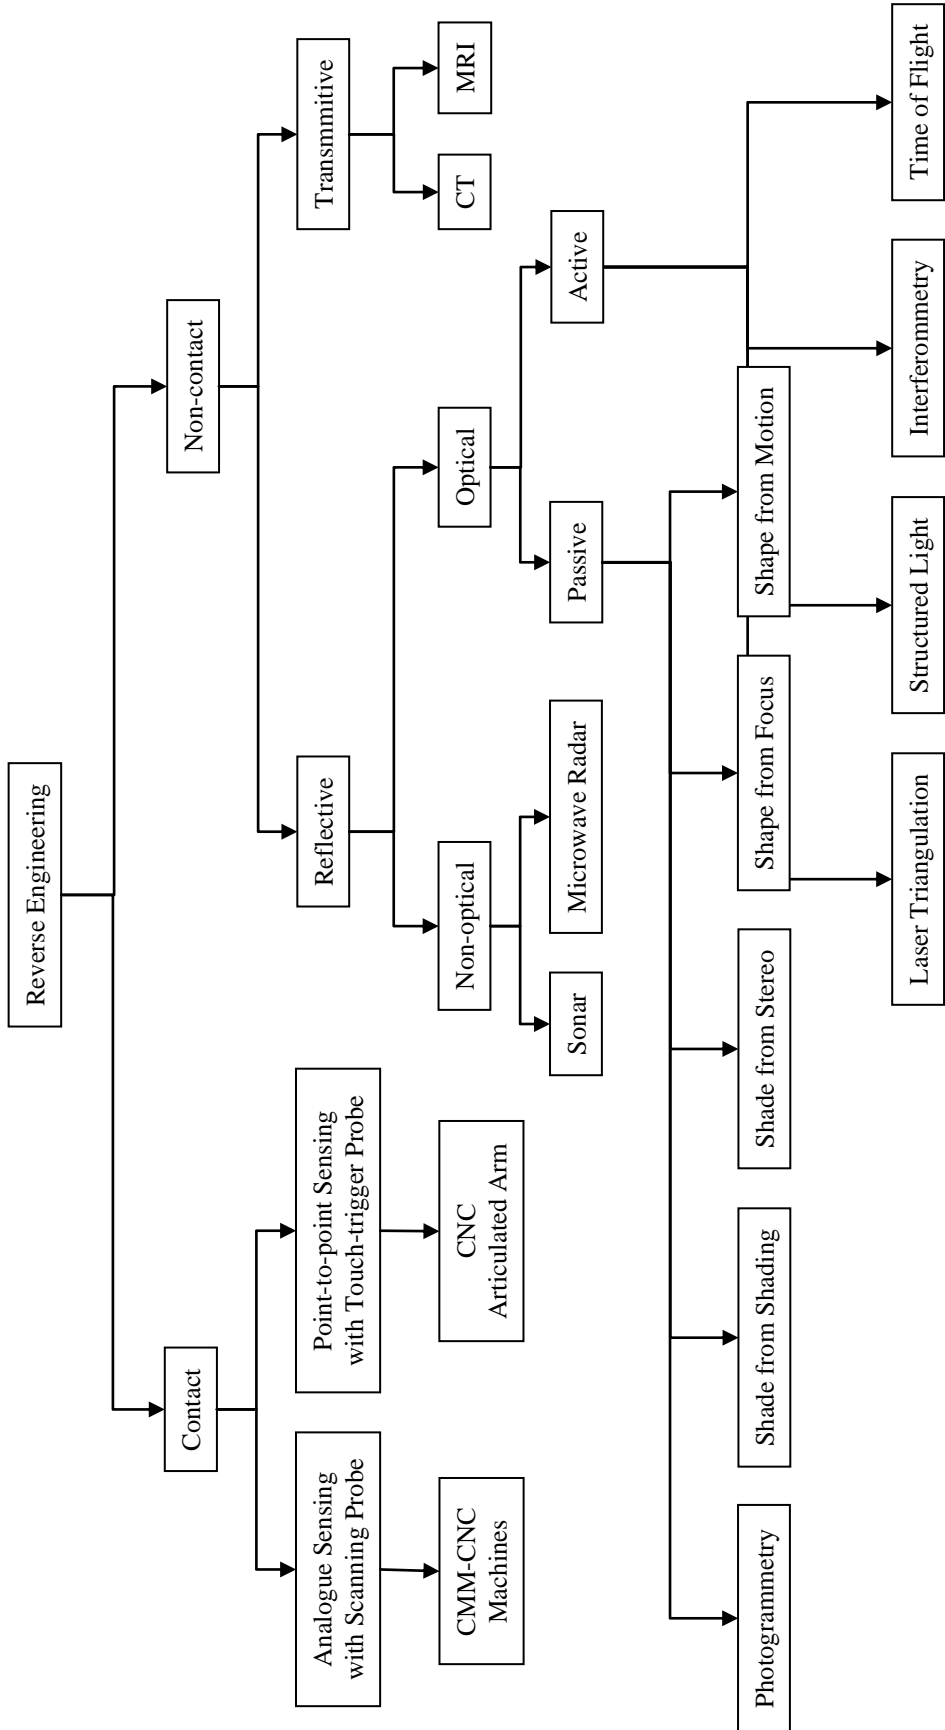 Reverse Engineering
Contact
Non-contact
Analogue Sensing
with Scanning Probe
Point-to-point Sensing
with Touch-trigger Probe
Reflective
Transmmitive
CMM-CNC
Machines
CNC
Articulated Arm
Non-optical
Optical
CT
MRI
Sonar
Microwave Radar
Passive
Active
Photogrammetry
Shade from Shading
Shade from Stereo
Shape from Focus
Shape from Motion
Laser Triangulation
Structured Light
Interferommetry
Time of Flight